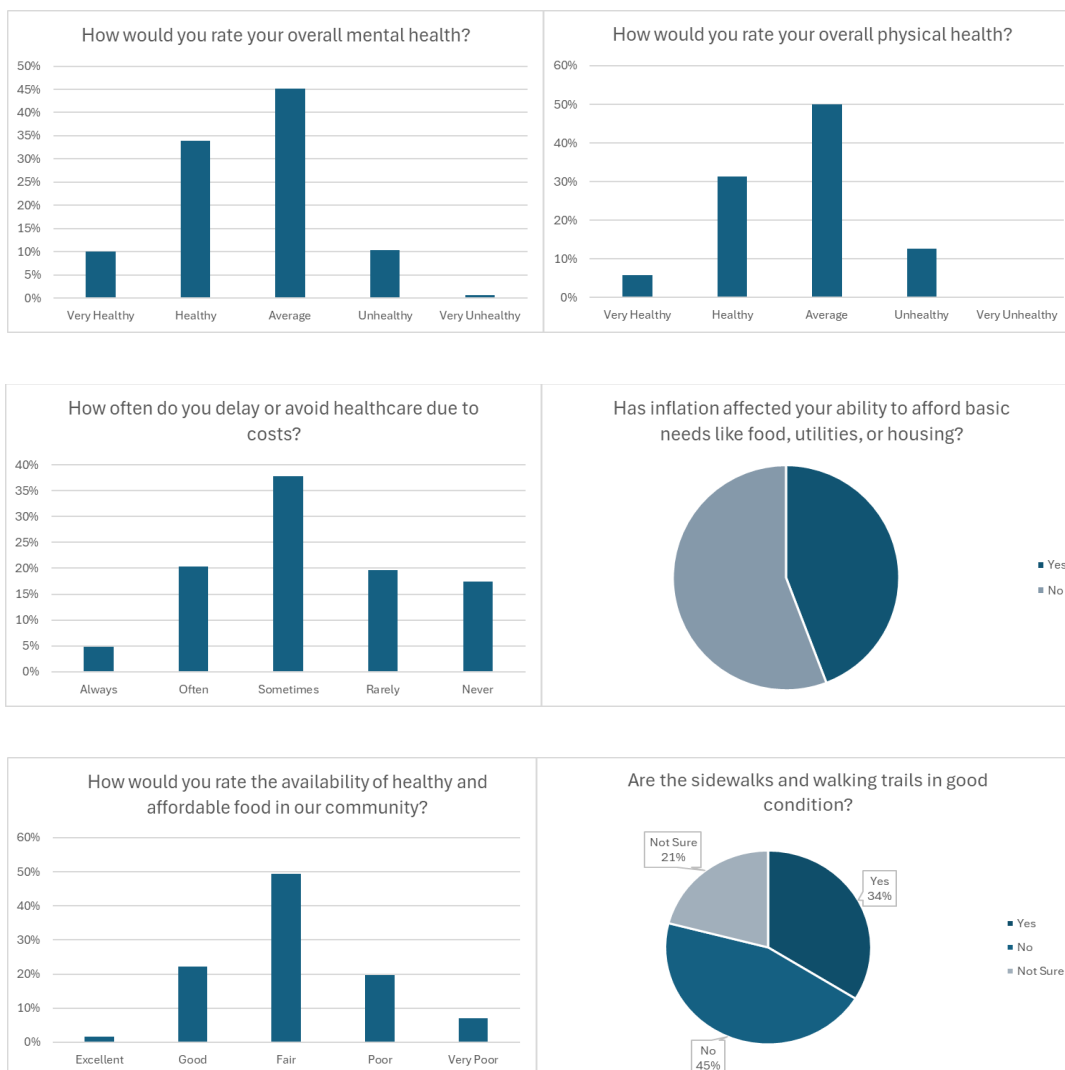 How would you rate your overall mental health?
50%
45%
40%
35%
30%
25%
20%
15%
10%
5%
0%
Very Healthy
Healthy
Average
Unhealthy
Very Unhealthy
How would you rate your overall physical health?
60%
50%
40%
30%
20%
10%
0%
Very Healthy
Healthy
Average
Unhealthy
Very Unhealthy
How often do you delay or avoid healthcare due to
costs?
40%
35%
30%
25%
20%
15%
10%
5%
0%
Always
Often
Sometimes
Rarely
Never
Has inflation affected your ability to afford basic
needs like food, utilities, or housing?
Yes
No
How would you rate the availability of healthy and
affordable food in our community?
60%
50%
40%
30%
20%
10%
0%
Excellent
Good
Fair
Poor
Very Poor
Are the sidewalks and walking trails in good
condition?
Not Sure
21%
Yes
34%
No
45%
Yes
No
Not Sure